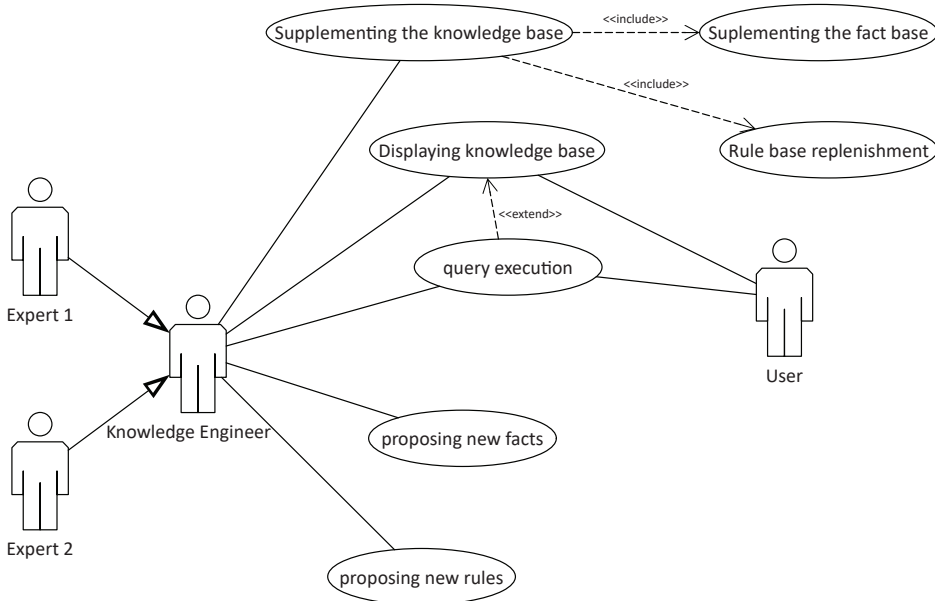 Supplementing the knowledge base
<<include>>
Suplementing the fact base
<<include>>
Displaying knowledge base
Rule base replenishment
<<extend>>
query execution
Expert 1
User
Knowledge Engineer
proposing new facts
Expert 2
proposing new rules